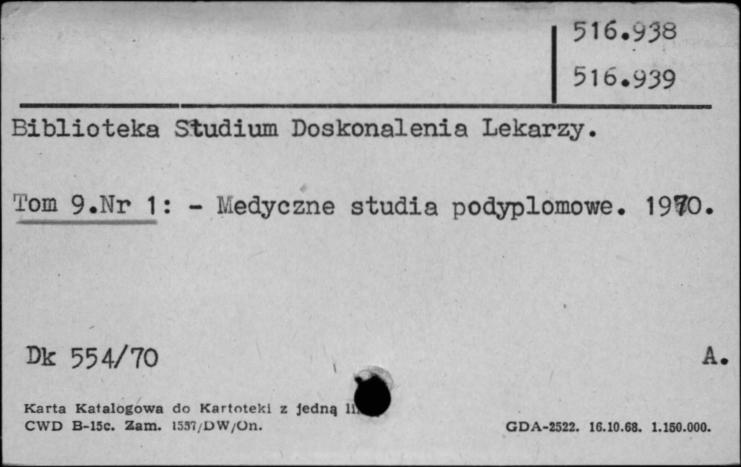 516.938
516.939
Biblioteka Studium Doskonalenia Lekarzy.
Tom 9.Nr 1: - Medyczne studia podyplomowe. 1970.
Dk 554/70
A.
Karta Katalogowa do Kartoteki z jedną
CWD B-15c. Zam. 1537/DW/On.
GDA-2522. 16.10.68. 1.150.000.